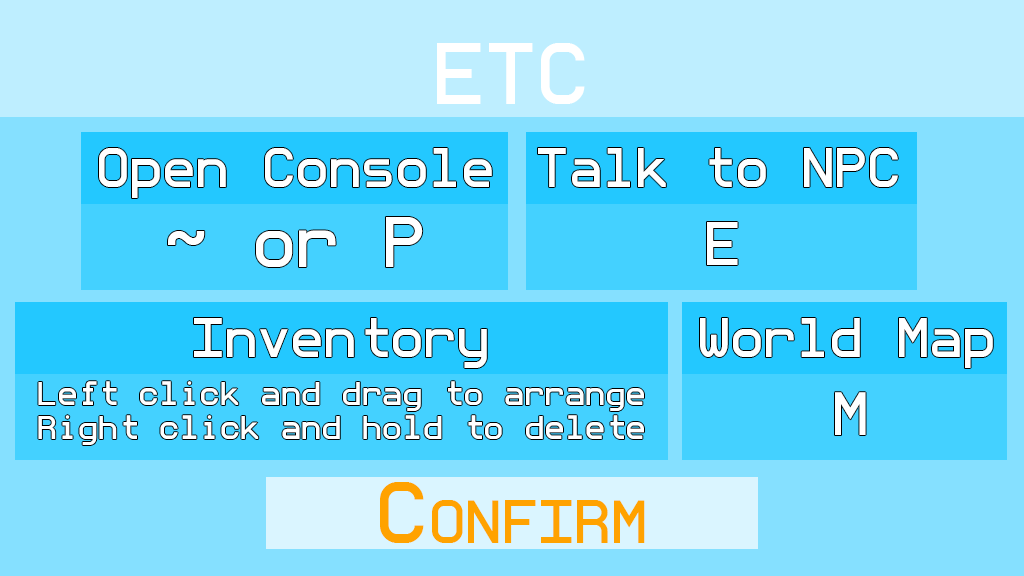 ETC
Open Console
~ or P
Talk to NPC
E
Inventory
Left click and drag to arrange
Right click and hold to delete
World Map
M
Confirm